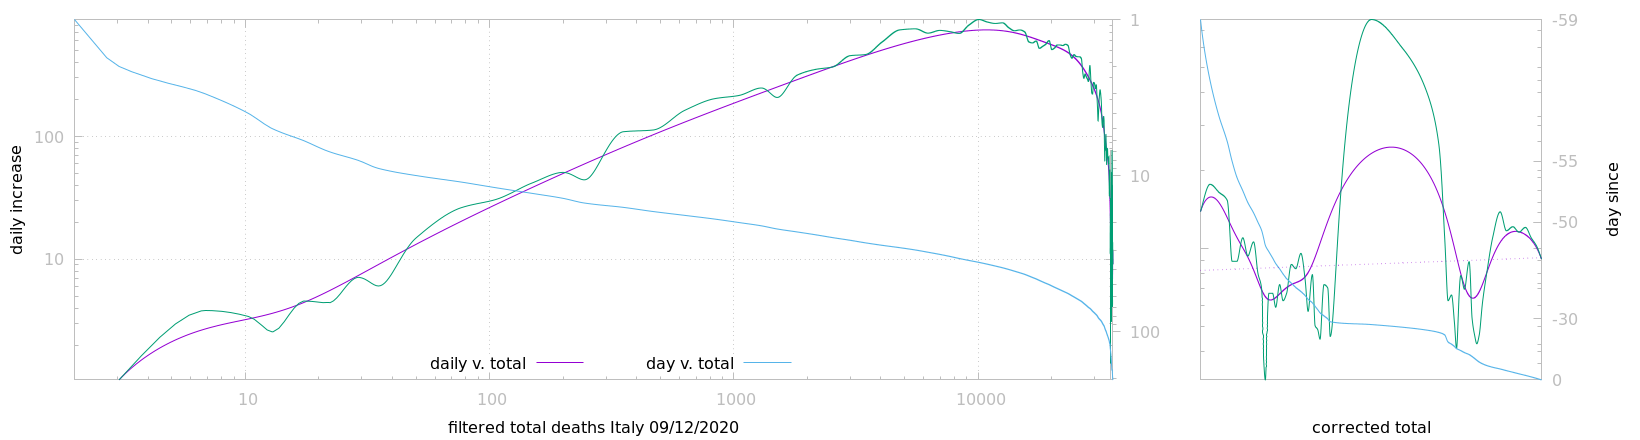 daily increase
100
10
daily v. total
day v. total
10
100
1000
10000
1
10
100
filtered total deaths Italy 09/12/2020
-59
-55
-50
-30
0
day since
corrected total